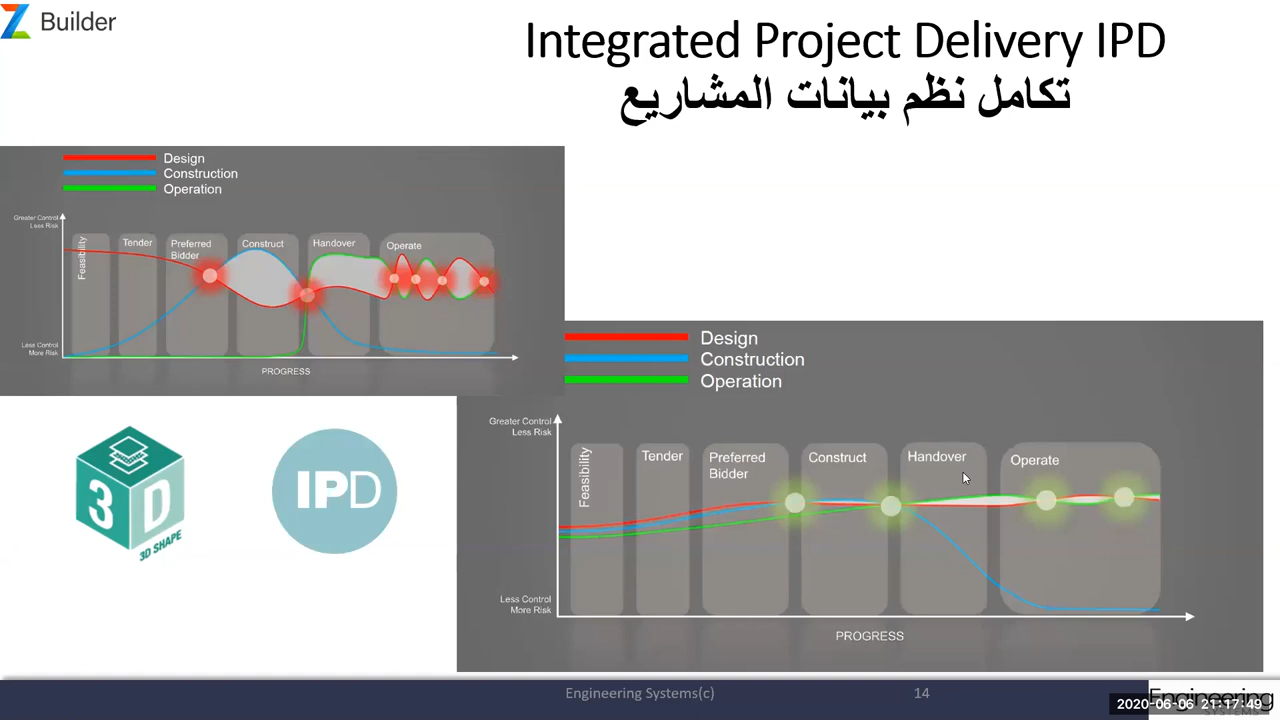 Builder
Integrated Project Delivery IPD
تكامل نظم بيانات المشاريع
Design
Construction
Operation
Greater Control
Less Risk
Feasibility
Tender
Preferred
Bidder
Construct
Handover
Operate
Less Control
More Risk
PROGRESS
Design
Construction
Operation
Greater Control
Less Risk
Feasibility
Tender
Preferred
Bidder
Construct
Handover
Operate
Less Control
More Risk
PROGRESS
3D
3D SHAPE
IPD
Engineering Systems(c)
14
Engineering
SYSTEMS
2020-06-06 21:17:49